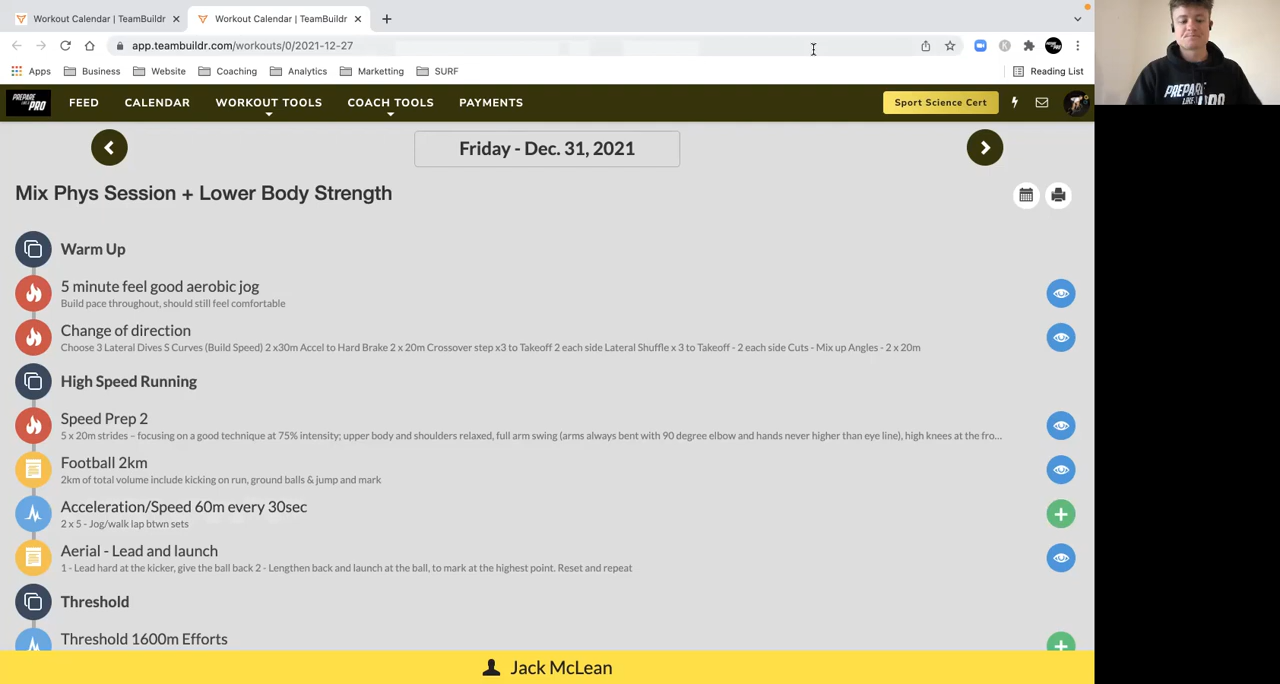 Workout Calendar | TeamBuildr
Workout Calendar | TeamBuildr
app.teambuildr.com/workouts/0/2021-12-27
Apps Business Website Coaching Analytics Marketting SURF Reading List
PREPARE LIKE A PRO FEED CALENDAR WORKOUT TOOLS COACH TOOLS PAYMENTS Sport Science Cert
Friday - Dec. 31, 2021
Mix Phys Session + Lower Body Strength
Warm Up
5 minute feel good aerobic jog
Build pace throughout, should still feel comfortable
Change of direction
Choose 3 Lateral Dives S Curves (Build Speed) 2 x30m Accel to Hard Brake 2 x 20m Crossover step x3 to Takeoff 2 each side Lateral Shuffle x 3 to Takeoff - 2 each side Cuts - Mix up Angles - 2 x 20m
High Speed Running
Speed Prep 2
5 x 20m strides – focusing on a good technique at 75% intensity; upper body and shoulders relaxed, full arm swing (arms always bent with 90 degree elbow and hands never higher than eye line), high knees at the fro...
Football 2km
2km of total volume include kicking on run, ground balls & jump and mark
Acceleration/Speed 60m every 30sec
2 x 5 - Jog/walk lap btwn sets
Aerial - Lead and launch
1 - Lead hard at the kicker, give the ball back 2 - Lengthen back and launch at the ball, to mark at the highest point. Reset and repeat
Threshold
Threshold 1600m Efforts
Jack McLean